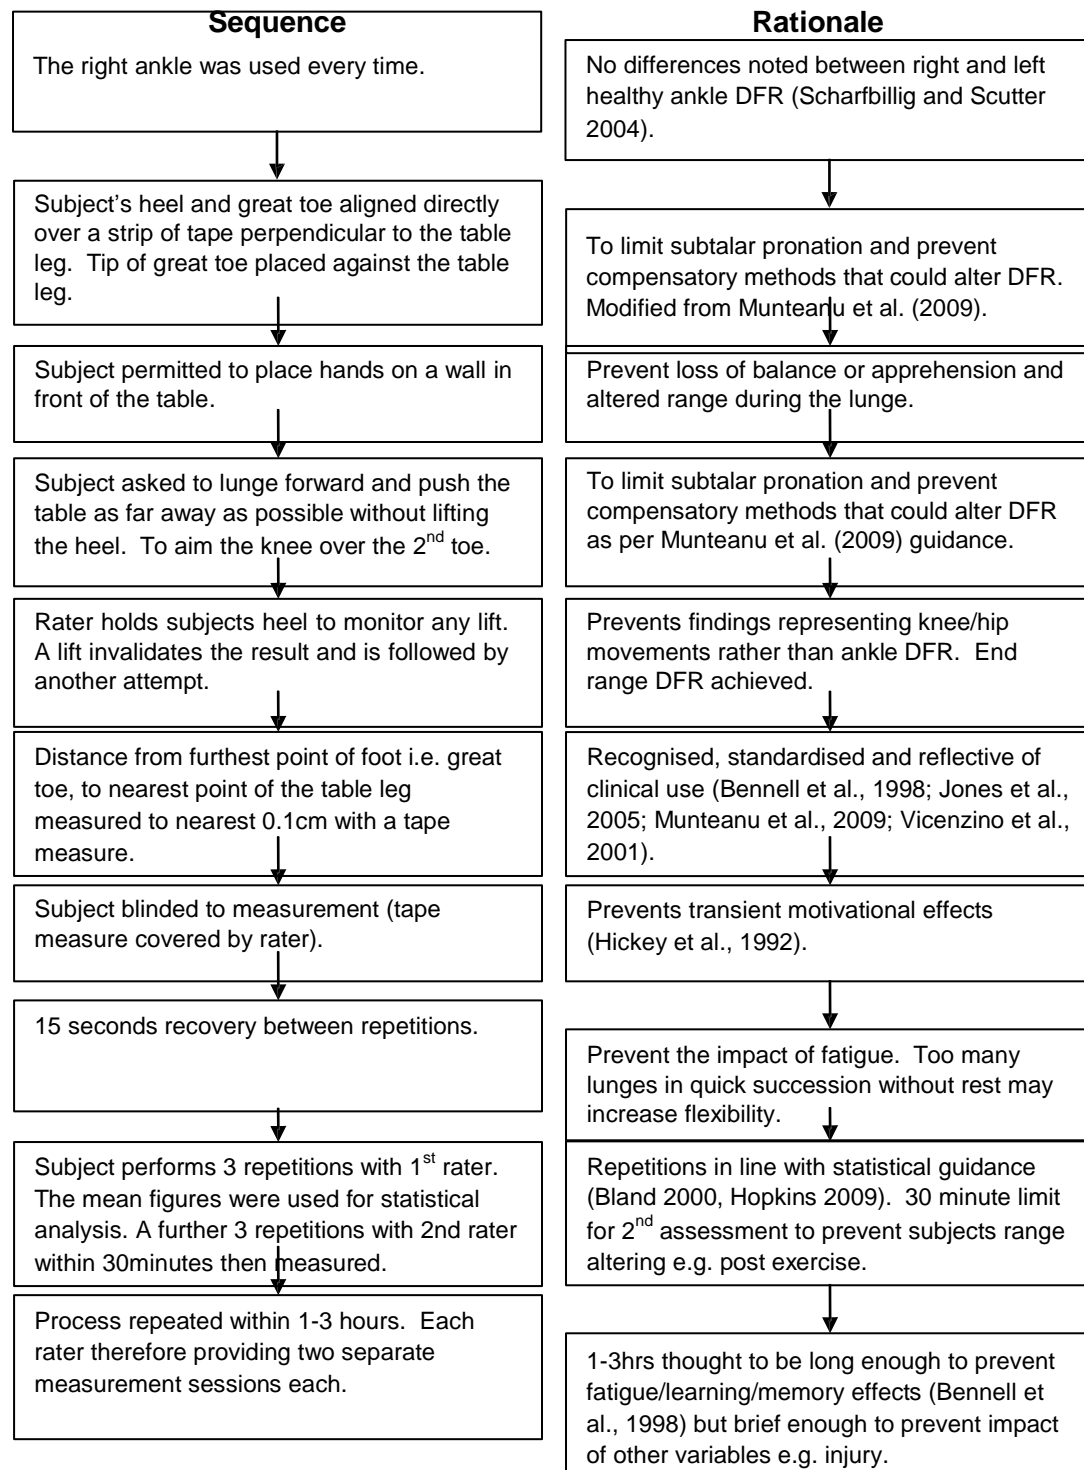 Sequence
The right ankle was used every time.
Subject’s heel and great toe aligned directly
over a strip of tape perpendicular to the table
leg.  Tip of great toe placed against the table
leg.
Subject permitted to place hands on a wall in
front of the table.
Subject asked to lunge forward and push the
table as far away as possible without lifting
the heel.  To aim the knee over the 2nd toe.
Rater holds subjects heel to monitor any lift.
A lift invalidates the result and is followed by
another attempt.
Distance from furthest point of foot i.e. great
toe, to nearest point of the table leg
measured to nearest 0.1cm with a tape
measure.
Subject blinded to measurement (tape
measure covered by rater).
15 seconds recovery between repetitions.
Subject performs 3 repetitions with 1st rater.
The mean figures were used for statistical
analysis. A further 3 repetitions with 2nd rater
within 30minutes then measured.
Process repeated within 1-3 hours.  Each
rater therefore providing two separate
measurement sessions each.
Rationale
No differences noted between right and left
healthy ankle DFR (Scharfbillig and Scutter
2004).
To limit subtalar pronation and prevent
compensatory methods that could alter DFR.
Modified from Munteanu et al. (2009).
Prevent loss of balance or apprehension and
altered range during the lunge.
To limit subtalar pronation and prevent
compensatory methods that could alter DFR
as per Munteanu et al. (2009) guidance.
Prevents findings representing knee/hip
movements rather than ankle DFR.  End
range DFR achieved.
Recognised, standardised and reflective of
clinical use (Bennell et al., 1998; Jones et al.,
2005; Munteanu et al., 2009; Vicenzino et al.,
2001).
Prevents transient motivational effects
(Hickey et al., 1992).
Prevent the impact of fatigue.  Too many
lunges in quick succession without rest may
increase flexibility.
Repetitions in line with statistical guidance
(Bland 2000, Hopkins 2009).  30 minute limit
for 2nd assessment to prevent subjects range
altering e.g. post exercise.
1-3hrs thought to be long enough to prevent
fatigue/learning/memory effects (Bennell et
al., 1998) but brief enough to prevent impact
of other variables e.g. injury.